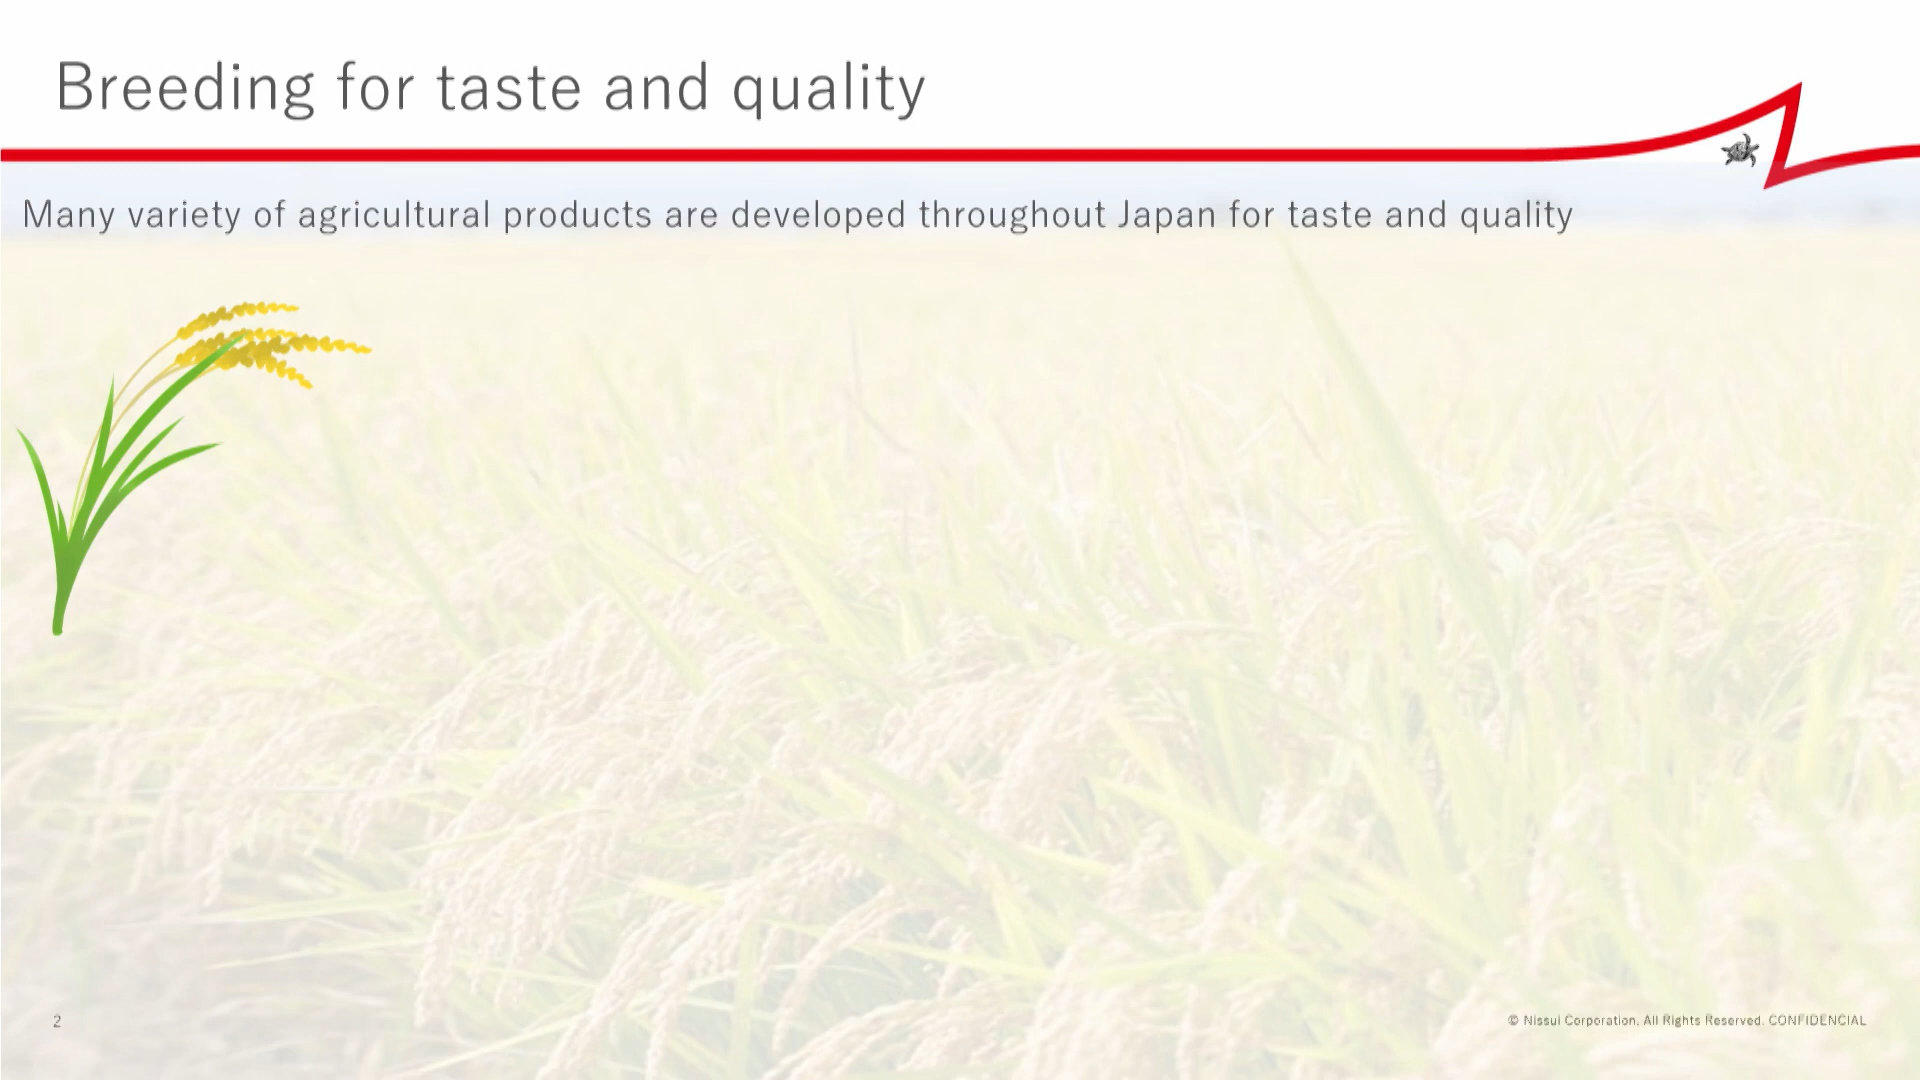 Breeding for taste and quality
Many variety of agricultural products are developed throughout Japan for taste and quality
2
© Nissui Corporation, All Rights Reserved. CONFIDENCIAL